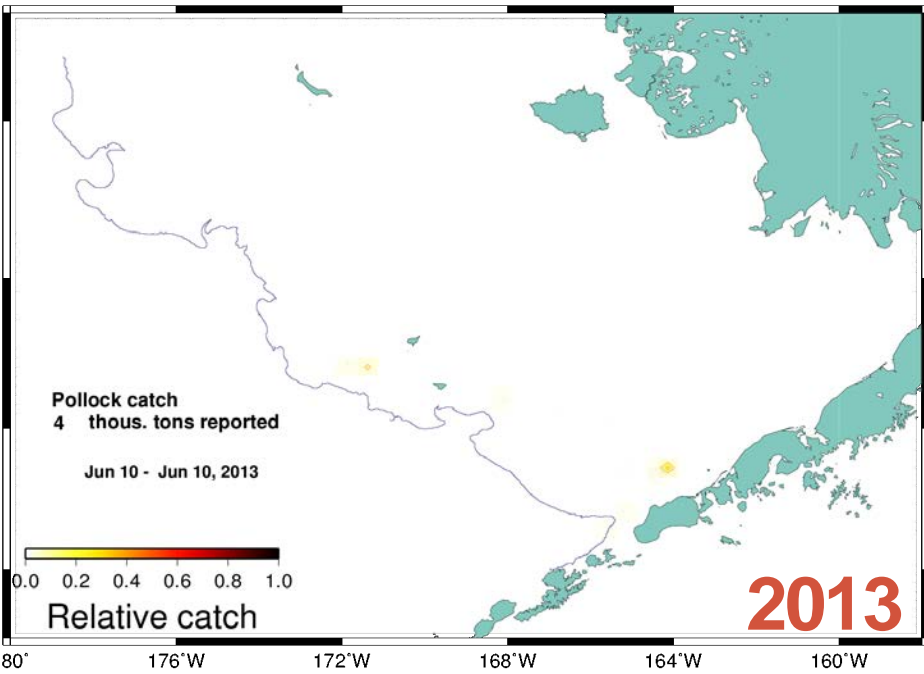 Pollock catch
4 thous. tons reported
Jun 10 - Jun 10, 2013
0.0 0.2 0.4 0.6 0.8 1.0
Relative catch
2013
80° 176°W 172°W 168°W 164°W 160°W